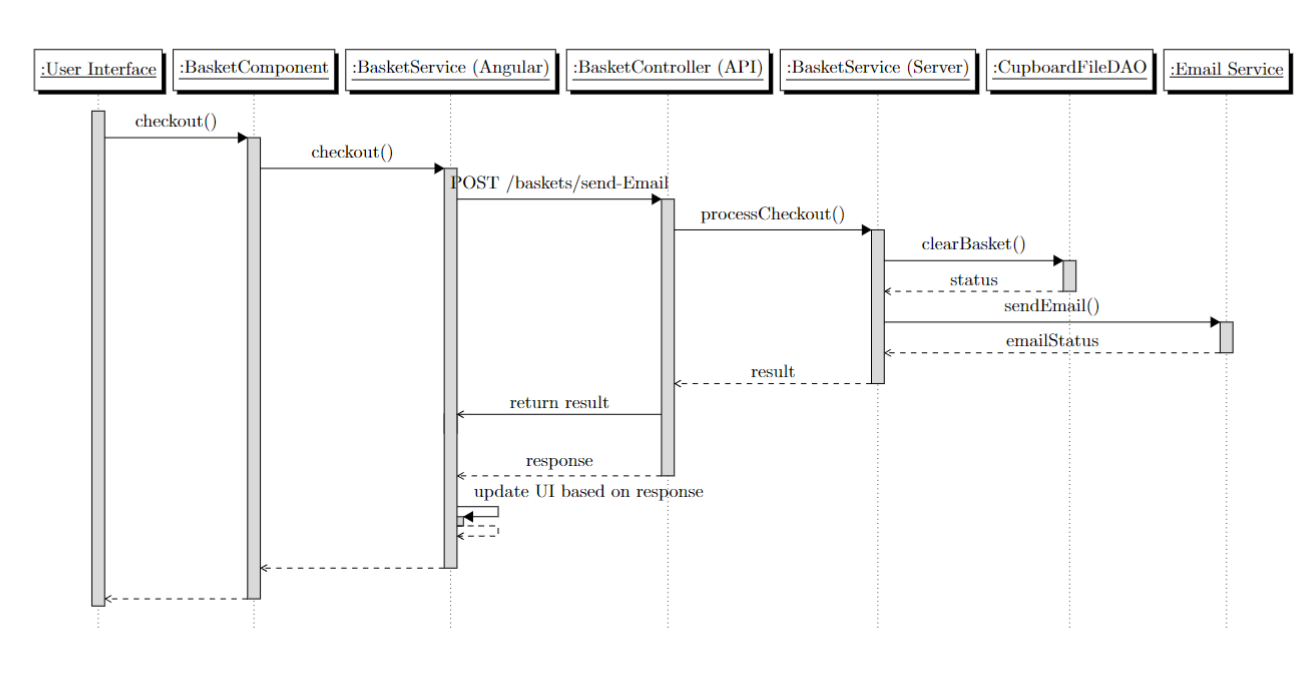 :User Interface
:BasketComponent
:BasketService (Angular)
:BasketController (API)
:BasketService (Server)
:CupboardFileDAO
:Email Service
checkout()
checkout()
POST /baskets/send-Email
processCheckout()
clearBasket()
status
sendEmail()
emailStatus
result
return result
response
update UI based on response